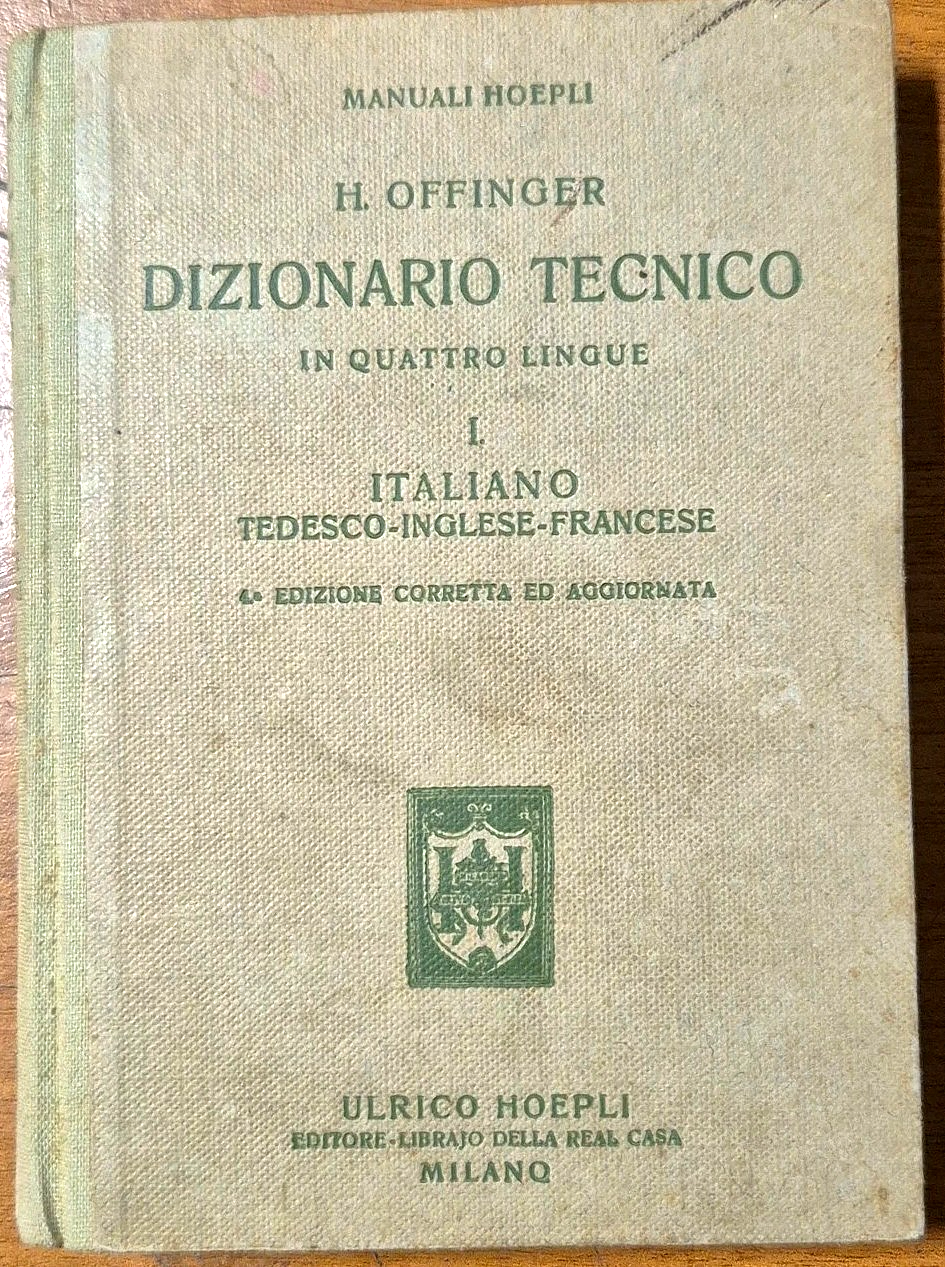 MANUALI HOEPLI
H. OFFINGER
DIZIONARIO TECNICO
IN QUATTRO LINGUE
I.
ITALIANO
TEDESCO-INGLESE-FRANCESE
4ª EDIZIONE CORRETTA ED AGGIORNATA
ULRICO HOEPLI
EDITORE-LIBRAJO DELLA REAL CASA
MILANO